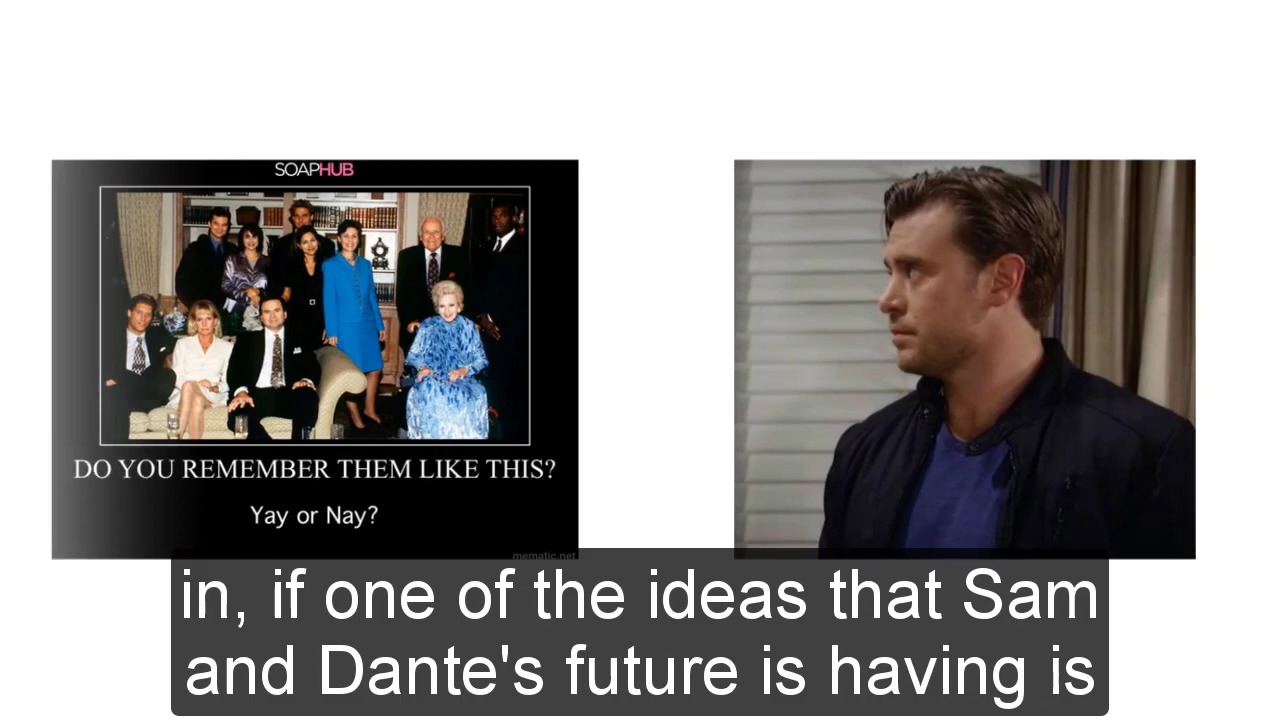 SOAPHUB
DO YOU REMEMBER THEM LIKE THIS?
Yay or Nay?
mematic.net
in, if one of the ideas that Sam
and Dante's future is having is